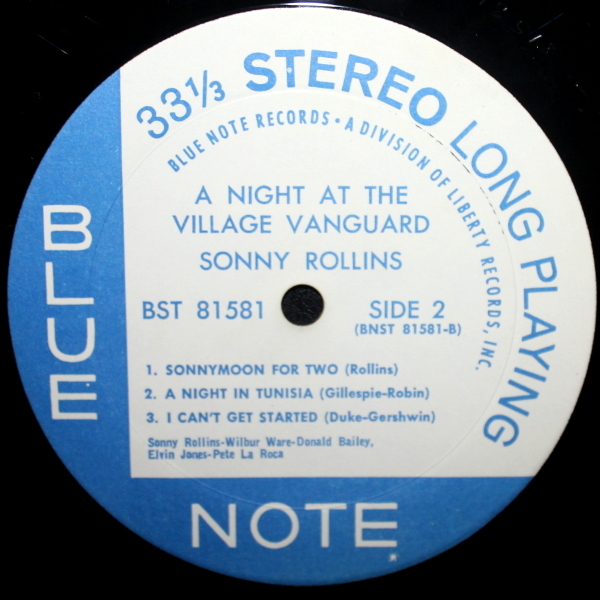 33⅓ STEREO LONG PLAYING
BLUE NOTE RECORDS • A DIVISION OF LIBERTY RECORDS, INC.
A NIGHT AT THE
VILLAGE VANGUARD
SONNY ROLLINS
BST 81581 SIDE 2
(BNST 81581-B)
1. SONNYMOON FOR TWO (Rollins)
2. A NIGHT IN TUNISIA (Gillespie-Robin)
3. I CAN'T GET STARTED (Duke-Gershwin)
Sonny Rollins-Wilbur Ware-Donald Bailey,
Elvin Jones-Pete La Roca
BLUE
NOTE